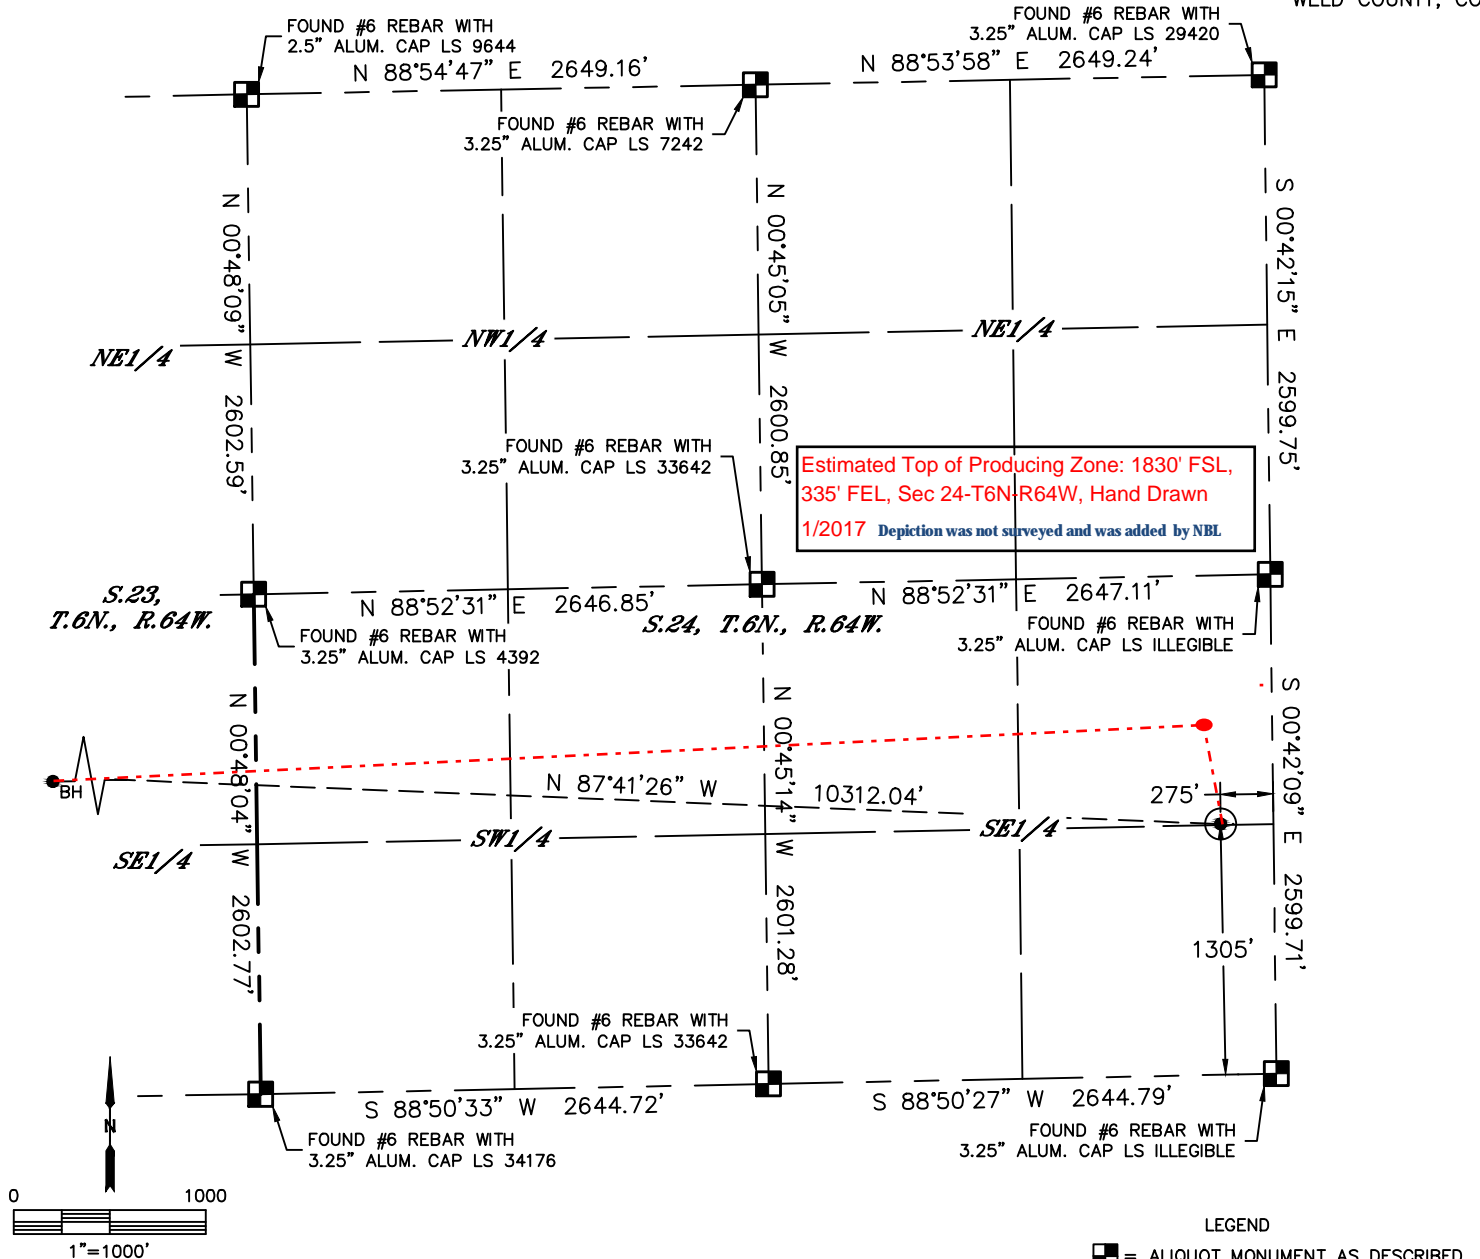 WELD COUNTY, CO
FOUND #6 REBAR WITH
2.5" ALUM. CAP LS 9644
FOUND #6 REBAR WITH
3.25" ALUM. CAP LS 29420
N 88°54'47" E 2649.16'
N 88°53'58" E 2649.24'
FOUND #6 REBAR WITH
3.25" ALUM. CAP LS 7242
N 00°48'09" W 2602.59'
N 00°45'05" W 2600.85'
S 00°42'15" E 2599.75'
NE1/4
NW1/4
NE1/4
FOUND #6 REBAR WITH
3.25" ALUM. CAP LS 33642
Estimated Top of Producing Zone: 1830' FSL,
335' FEL, Sec 24-T6N-R64W, Hand Drawn
1/2017 Depiction was not surveyed and was added by NBL
S.23,
T.6N., R.64W.
N 88°52'31" E 2646.85'
N 88°52'31" E 2647.11'
S.24, T.6N., R.64W.
FOUND #6 REBAR WITH
3.25" ALUM. CAP LS 4392
FOUND #6 REBAR WITH
3.25" ALUM. CAP LS ILLEGIBLE
N 00°48'04" W 2602.77'
N 00°45'14" W 2601.28'
S 00°42'09" E 2599.71'
BH
N 87°41'26" W 10312.04'
275'
SE1/4
SW1/4
SE1/4
1305'
FOUND #6 REBAR WITH
3.25" ALUM. CAP LS 33642
S 88°50'33" W 2644.72'
S 88°50'27" W 2644.79'
N
FOUND #6 REBAR WITH
3.25" ALUM. CAP LS 34176
FOUND #6 REBAR WITH
3.25" ALUM. CAP LS ILLEGIBLE
0 1000
1"=1000'
LEGEND
= ALIQUOT MONUMENT AS DESCRIBED